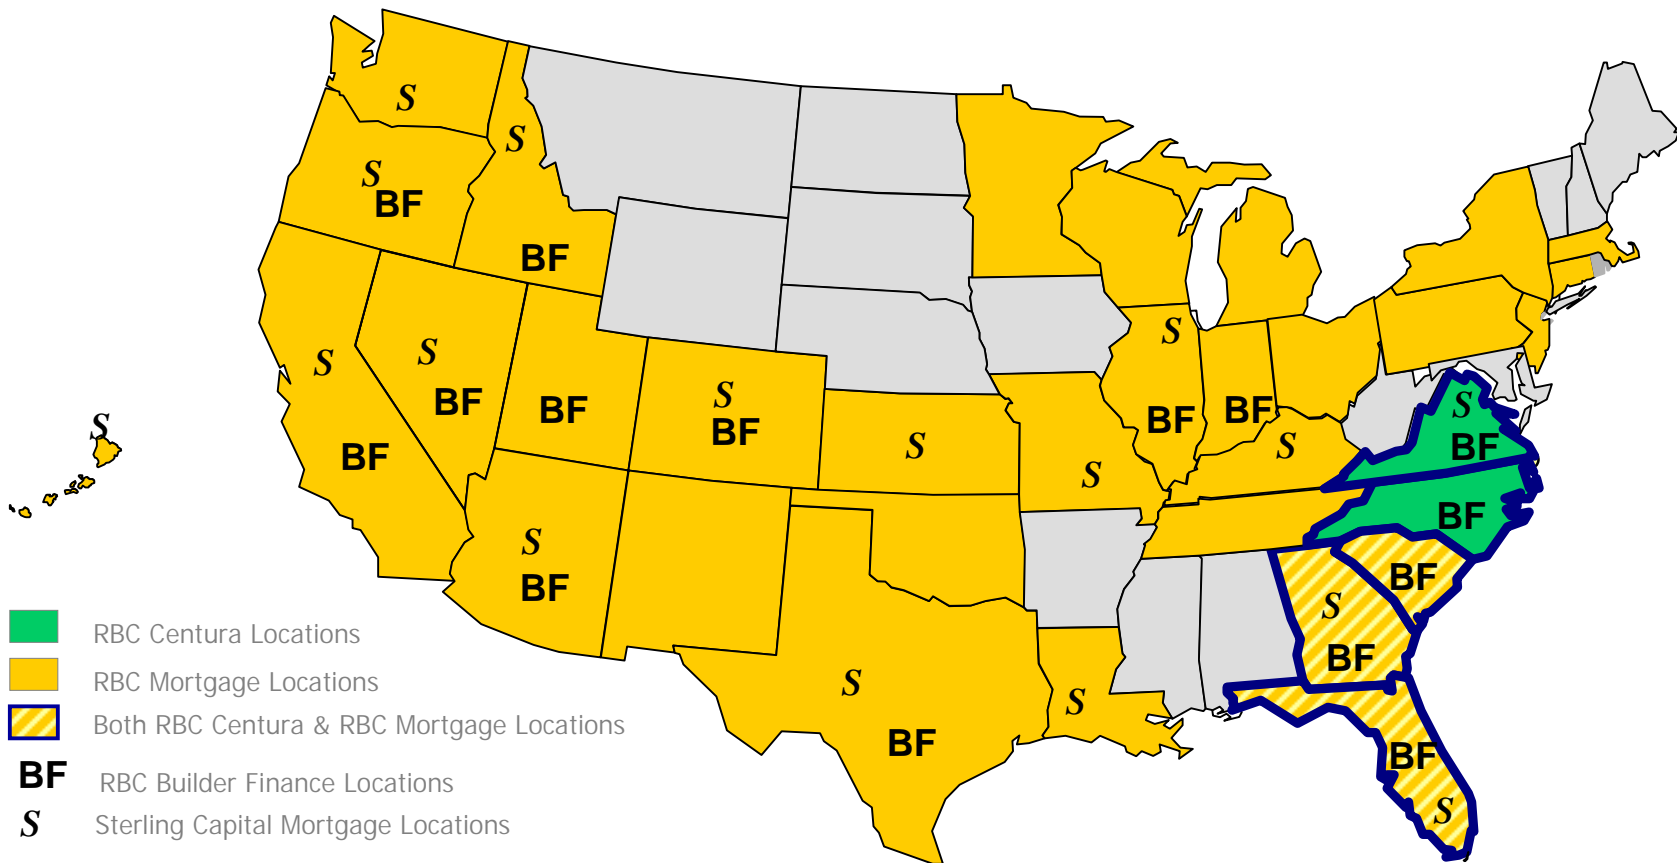 S
S
S
BF
BF
S
S
BF
S
BF
BF
S
BF
S
BF
S
BF
BF
S
S
S
BF
S
BF
BF
S
BF
BF
S
BF
S
BF
S
BF
S
RBC Centura Locations
RBC Mortgage Locations
Both RBC Centura & RBC Mortgage Locations
BF RBC Builder Finance Locations
S Sterling Capital Mortgage Locations